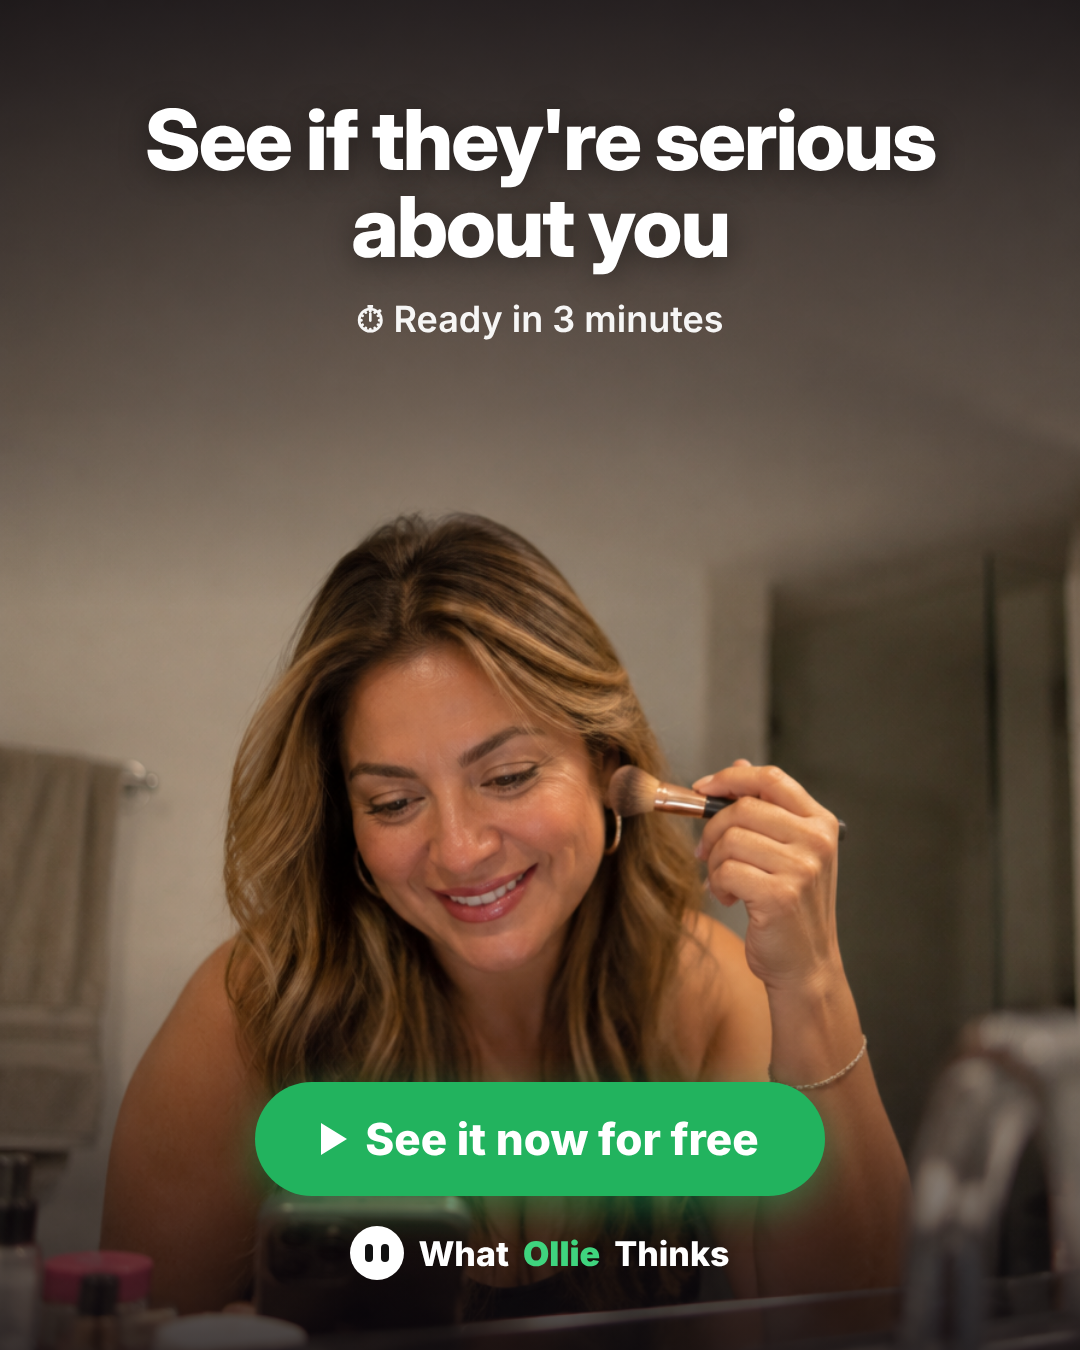 See if they're serious
about you
⏱ Ready in 3 minutes
▶ See it now for free
What Ollie Thinks